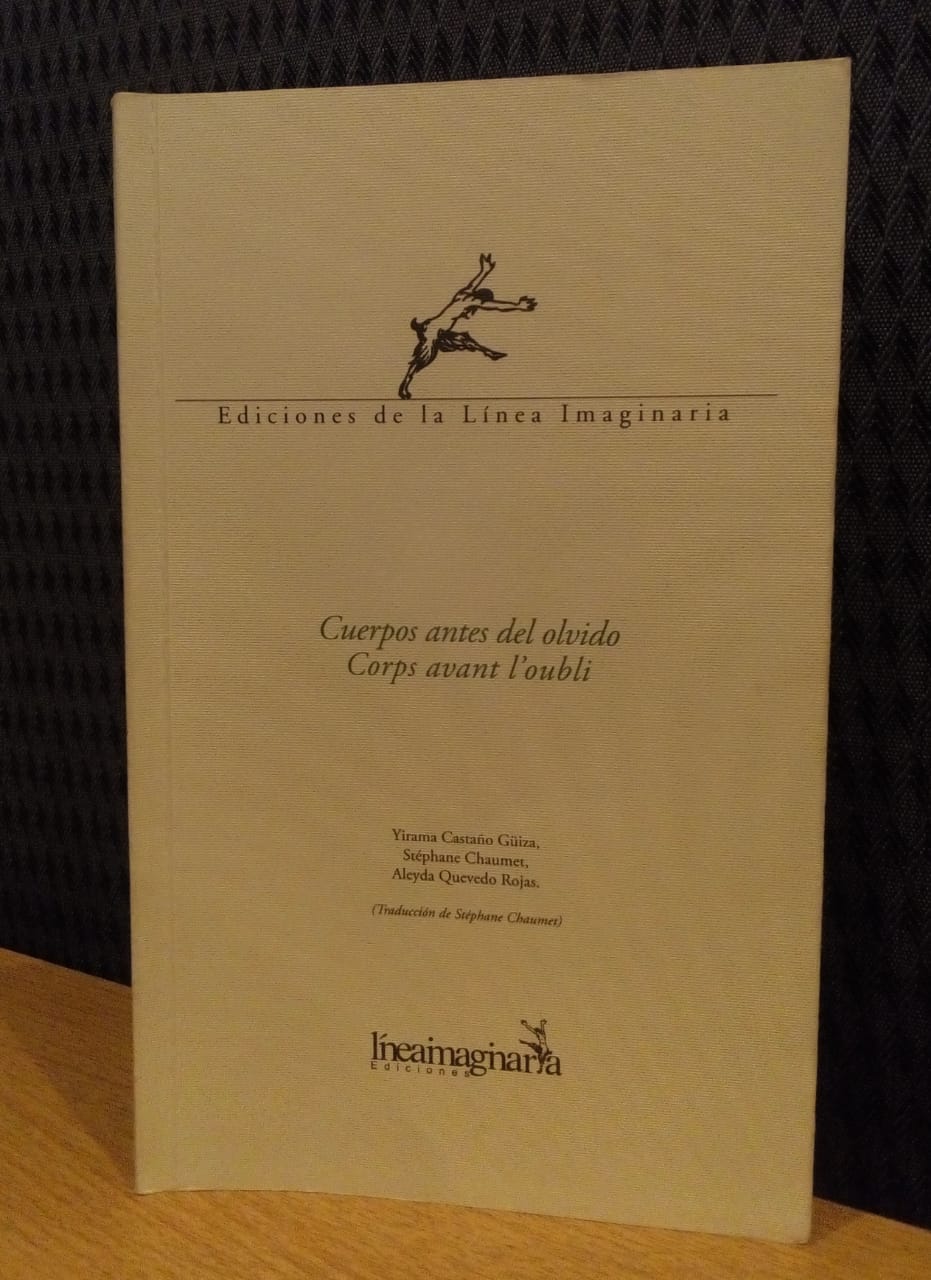 Ediciones de la Línea Imaginaria
Cuerpos antes del olvido
Corps avant l'oubli
Yirama Castaño Güiza,
Stéphane Chaumet,
Aleyda Quevedo Rojas.
(Traducción de Stéphane Chaumet)
líneaimaginaria
Ediciones